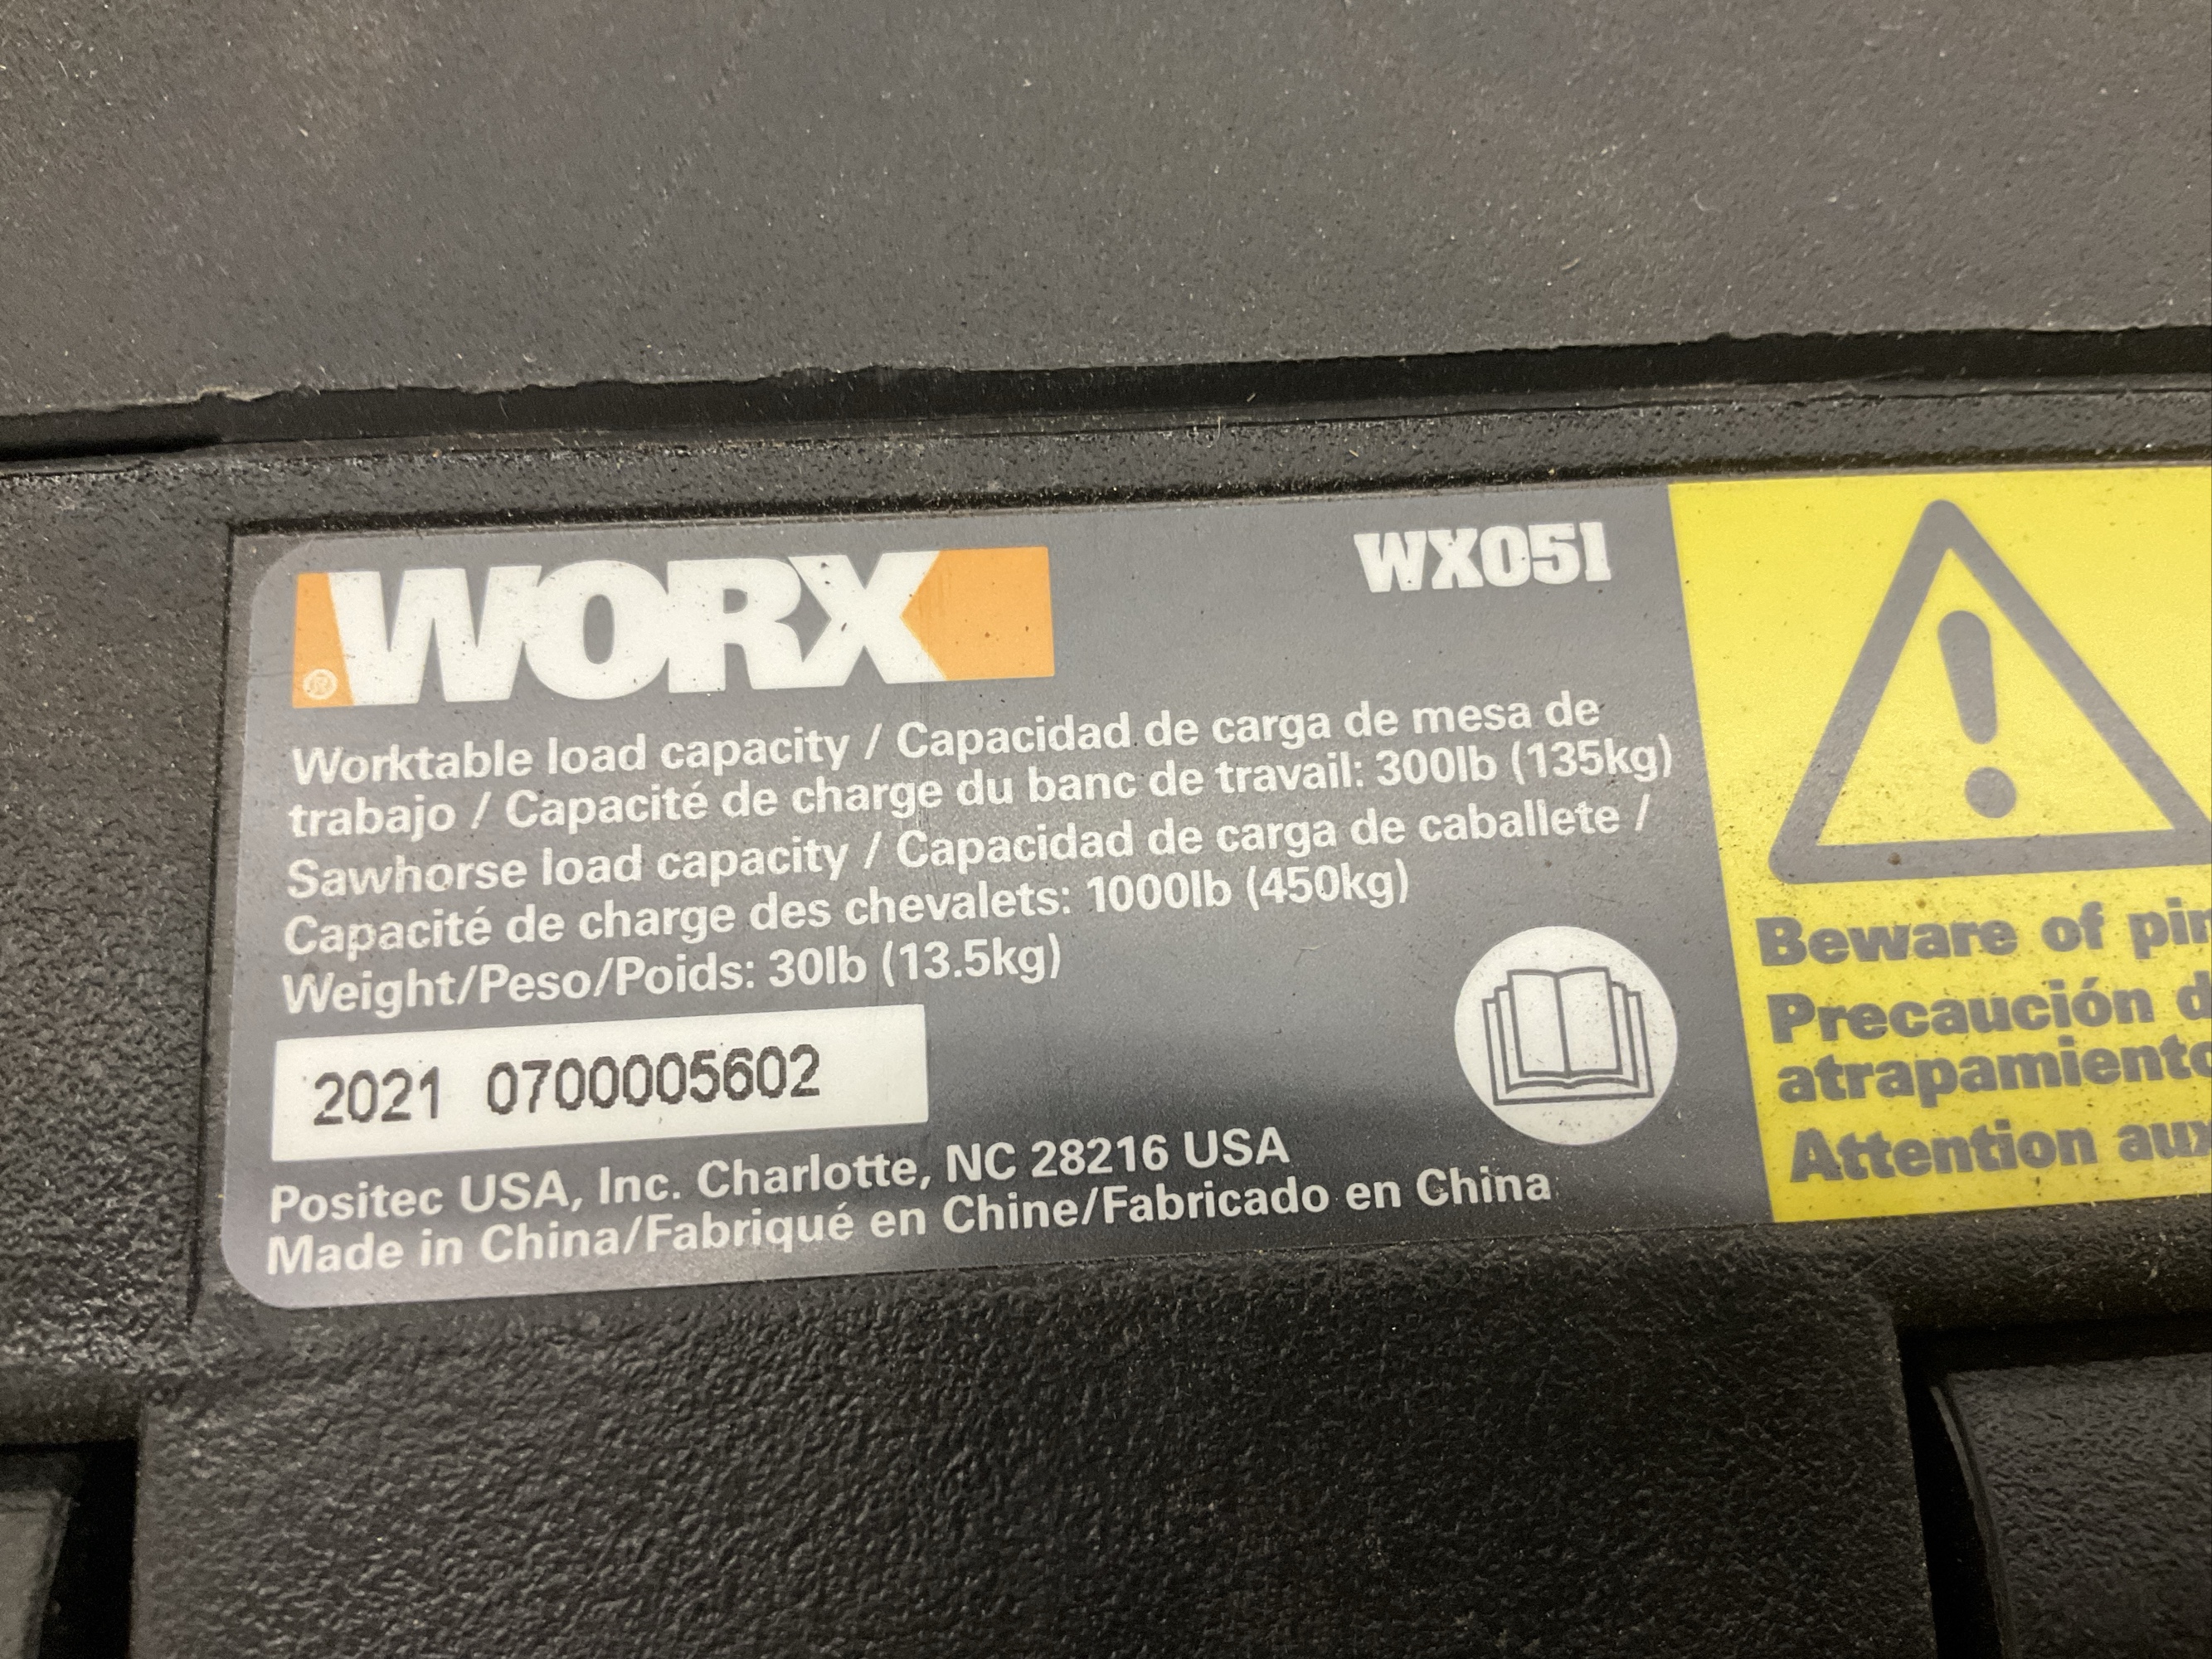 WORX
WX051
Worktable load capacity / Capacidad de carga de mesa de
trabajo / Capacité de charge du banc de travail: 300lb (135kg)
Sawhorse load capacity / Capacidad de carga de caballete /
Capacité de charge des chevalets: 1000lb (450kg)
Weight/Peso/Poids: 30lb (13.5kg)
2021 0700005602
Positec USA, Inc. Charlotte, NC 28216 USA
Made in China/Fabriqué en Chine/Fabricado en China
Beware of
Precaución
Attention